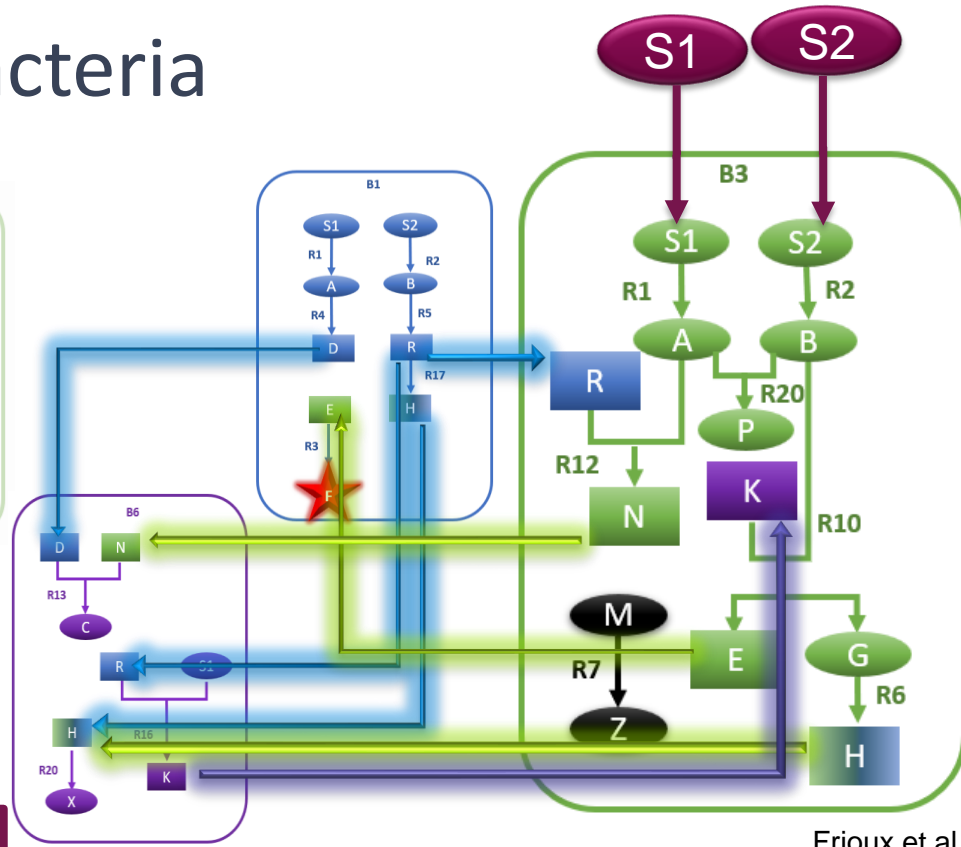 acteria
S1
S2
B1
S1
S2
R1
R2
A
B
R4
R5
D
R
R17
E
H
R3
F
B3
S1
S2
R1
R2
A
B
R
R20
P
R12
K
N
R10
M
E
G
R7
R6
Z
H
B6
D
N
R13
C
R
S1
H
R16
R20
K
X
Frioux et al